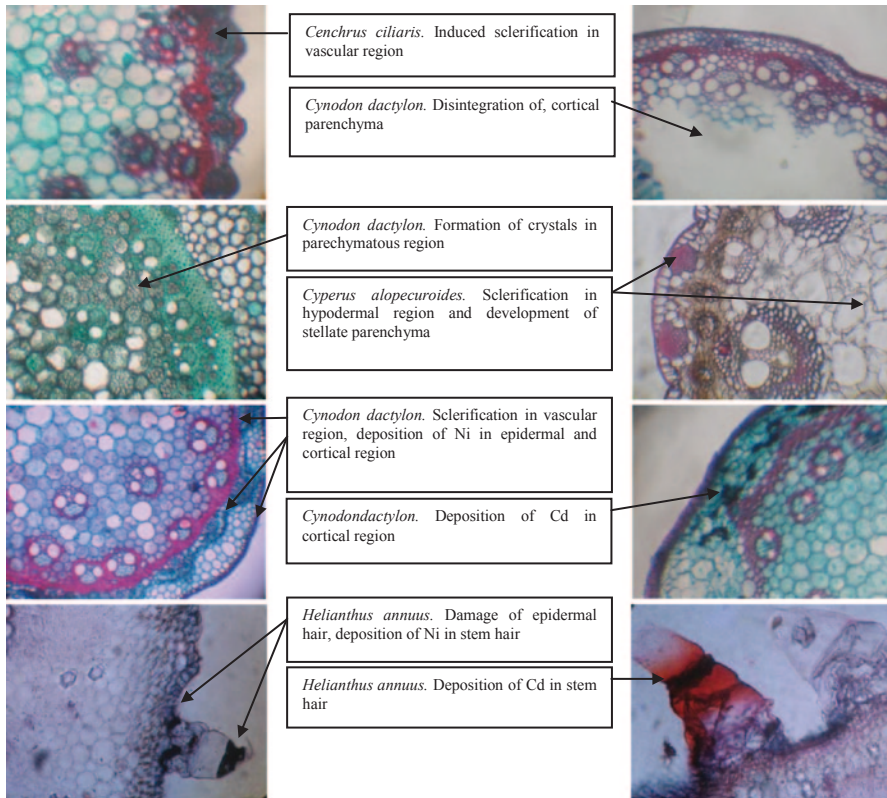 Cenchrus ciliaris. Induced sclerification in
vascular region
Cynodon dactylon. Disintegration of, cortical
parenchyma
Cynodon dactylon. Formation of crystals in
parechymatous region
Cyperus alopecuroides. Sclerification in
hypodermal region and development of
stellate parenchyma
Cynodon dactylon. Sclerification in vascular
region, deposition of Ni in epidermal and
cortical region
Cynodondactylon. Deposition of Cd in
cortical region
Helianthus annuus. Damage of epidermal
hair, deposition of Ni in stem hair
Helianthus annuus. Deposition of Cd in stem
hair